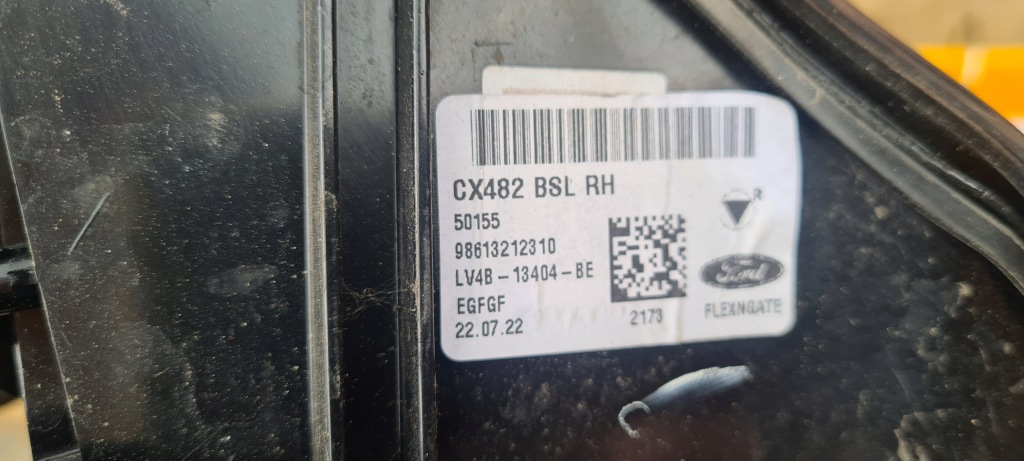 CX482 BSL RH
50155
98613212310
LV4B-13404-BE
EGFGF
22.07.22
2173
R
Ford
FLEXNGATE